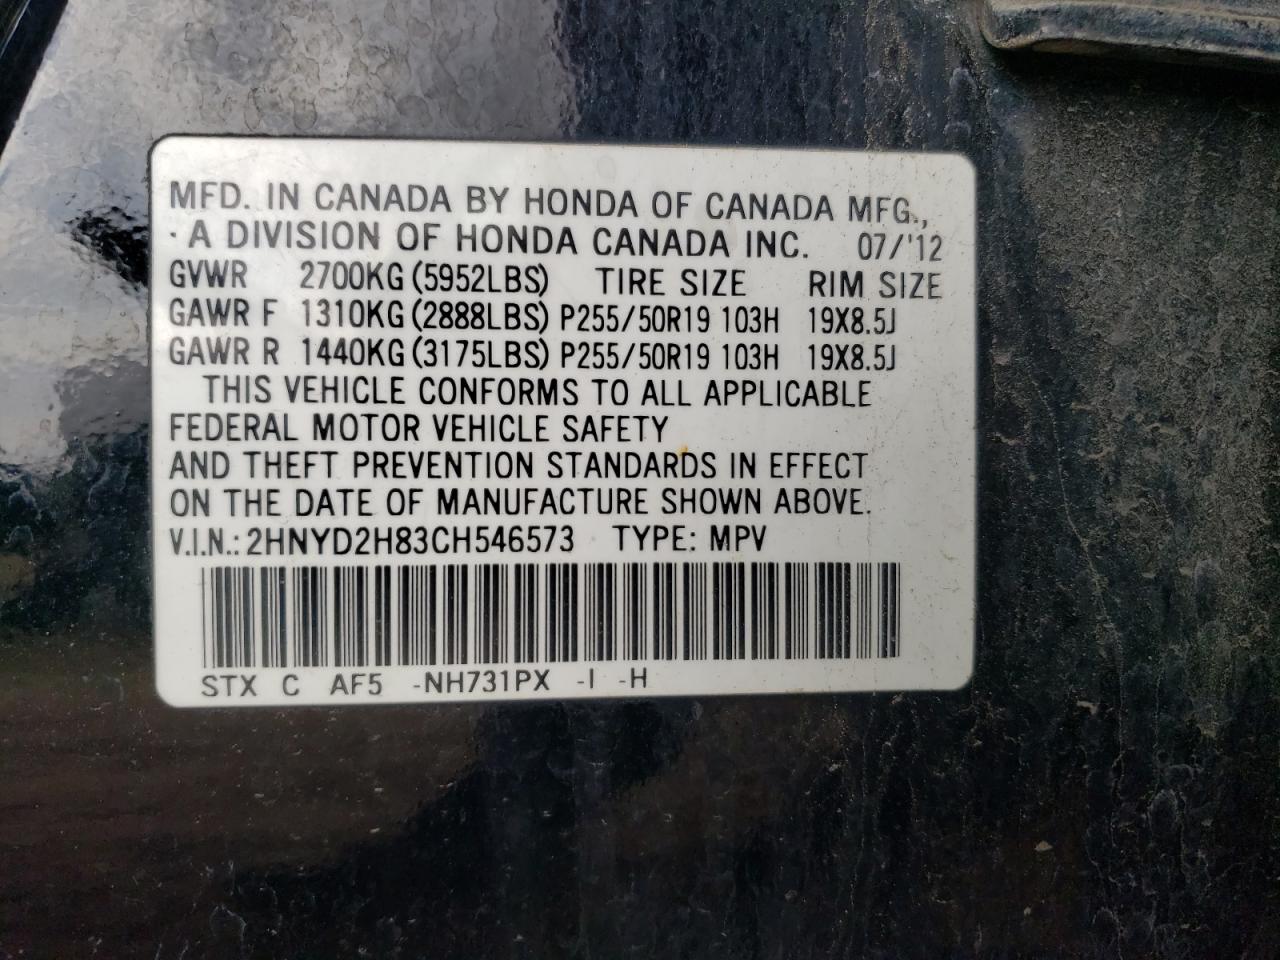 MFD. IN CANADA BY HONDA OF CANADA MFG.,
A DIVISION OF HONDA CANADA INC. 07/'12
GVWR 2700KG (5952LBS) TIRE SIZE RIM SIZE
GAWR F 1310KG (2888LBS) P255/50R19 103H 19X8.5J
GAWR R 1440KG (3175LBS) P255/50R19 103H 19X8.5J
THIS VEHICLE CONFORMS TO ALL APPLICABLE
FEDERAL MOTOR VEHICLE SAFETY
AND THEFT PREVENTION STANDARDS IN EFFECT
ON THE DATE OF MANUFACTURE SHOWN ABOVE.
V.I.N.: 2HNYD2H83CH546573 TYPE: MPV
STX C AF5 -NH731PX -I -H